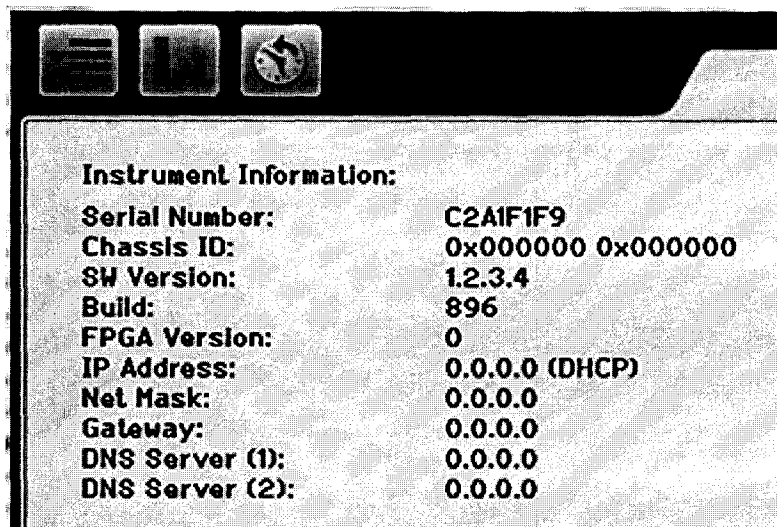 Instrument Information:
Serial Number: C2A1F1F9
Chassis ID: 0x000000 0x000000
SW Version: 1.2.3.4
Build: 896
FPGA Version: 0
IP Address: 0.0.0.0 (DHCP)
Net Mask: 0.0.0.0
Gateway: 0.0.0.0
DNS Server (1): 0.0.0.0
DNS Server (2): 0.0.0.0